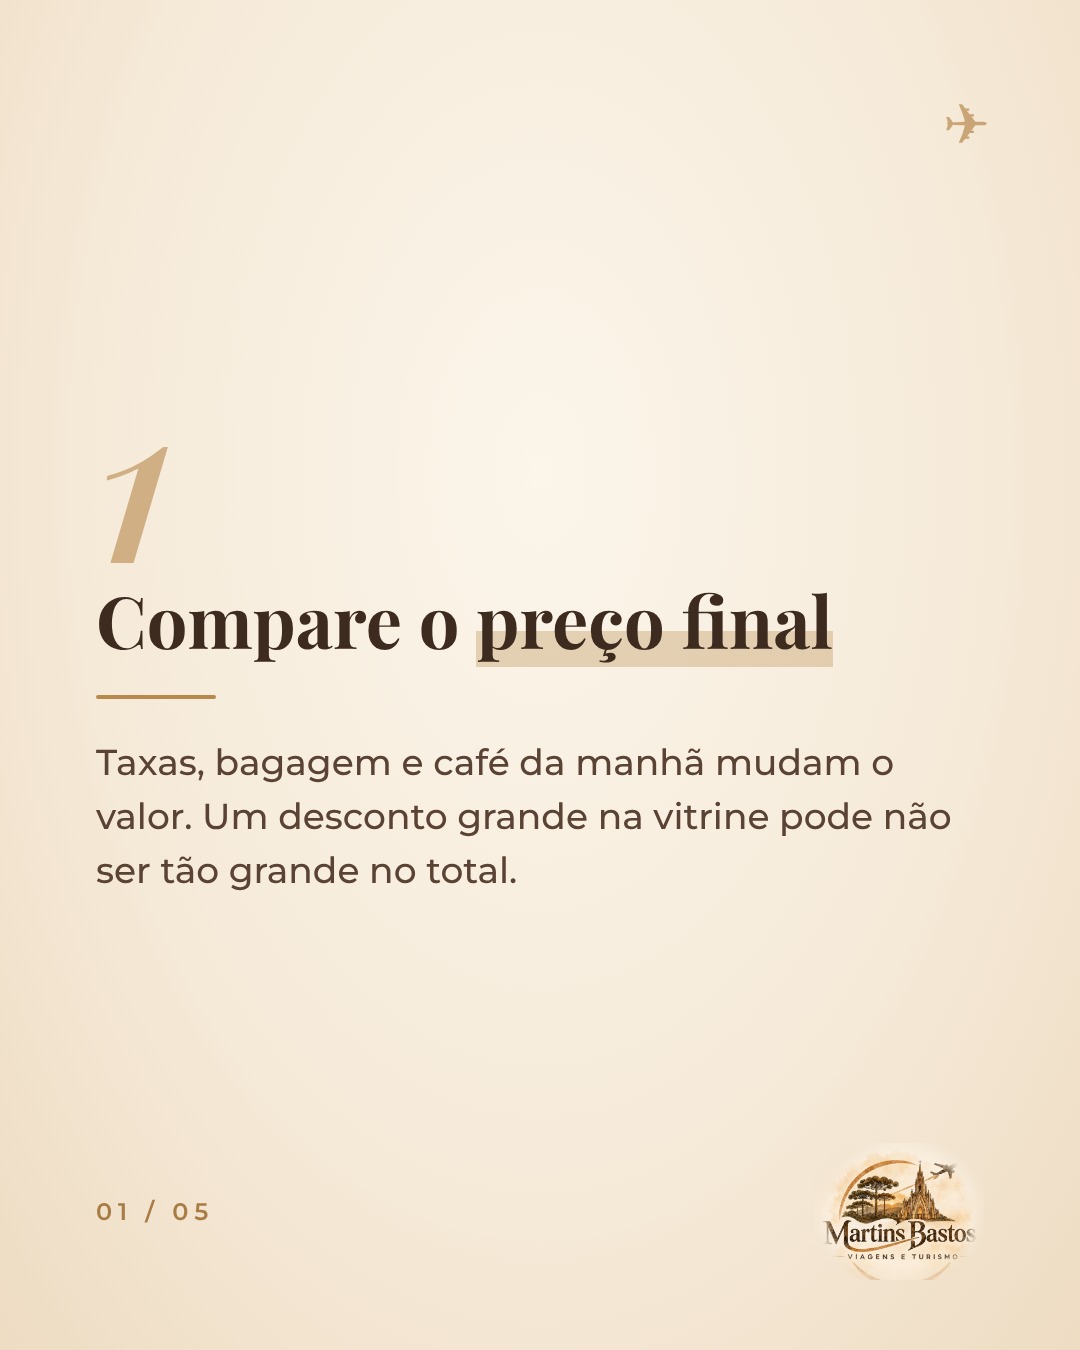 1
Compare o preço final
Taxas, bagagem e café da manhã mudam o
valor. Um desconto grande na vitrine pode não
ser tão grande no total.
01 / 05
Martins Bastos
VIAGENS E TURISMO